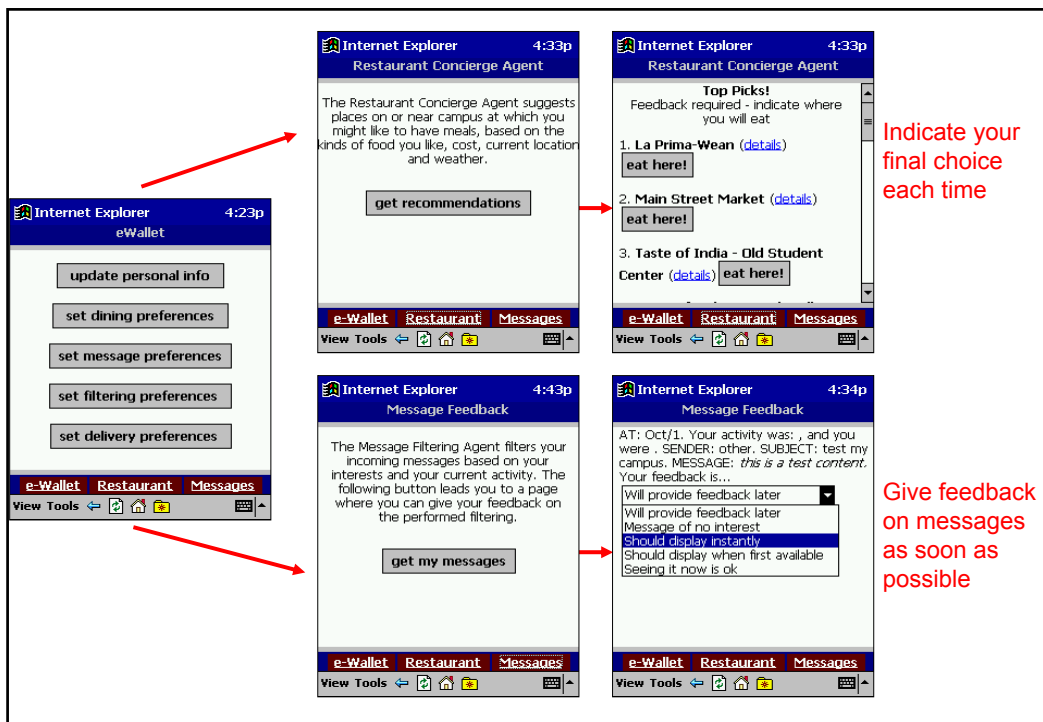 Internet Explorer 4:23p
eWallet
update personal info
set dining preferences
set message preferences
set filtering preferences
set delivery preferences
e-Wallet Restaurant Messages
View Tools
Internet Explorer 4:33p
Restaurant Concierge Agent
The Restaurant Concierge Agent suggests
places on or near campus at which you
might like to have meals, based on the
kinds of food you like, cost, current location
and weather.
get recommendations
e-Wallet Restaurant Messages
View Tools
Internet Explorer 4:33p
Restaurant Concierge Agent
Top Picks!
Feedback required - indicate where
you will eat
1. La Prima-Wean (details)
eat here!
2. Main Street Market (details)
eat here!
3. Taste of India - Old Student
Center (details) eat here!
e-Wallet Restaurant Messages
View Tools
Indicate your
final choice
each time
Internet Explorer 4:43p
Message Feedback
The Message Filtering Agent filters your
incoming messages based on your
interests and your current activity. The
following button leads you to a page
where you can give your feedback on
the performed filtering.
get my messages
e-Wallet Restaurant Messages
View Tools
Internet Explorer 4:34p
Message Feedback
AT: Oct/1. Your activity was: , and you
were . SENDER: other. SUBJECT: test my
campus. MESSAGE: this is a test content.
Your feedback is...
Will provide feedback later
Will provide feedback later
Message of no interest
Should display instantly
Should display when first available
Seeing it now is ok
e-Wallet Restaurant Messages
View Tools
Give feedback
on messages
as soon as
possible